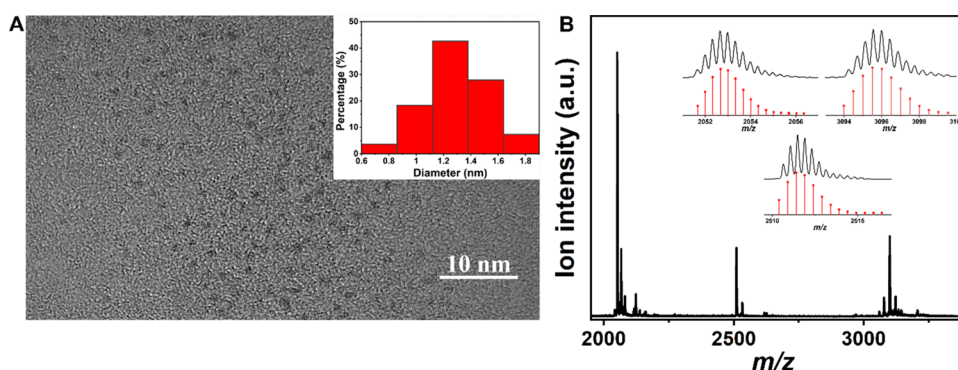 A
Percentage (%)
50
40
30
20
10
0
0.6 0.8 1 1.2 1.4 1.6 1.8
Diameter (nm)
10 nm
B
Ion intensity (a.u.)
2052 2054 2056
m/z
3094 3096 3098
m/z
2510 2515
m/z
2000 2500 3000
m/z